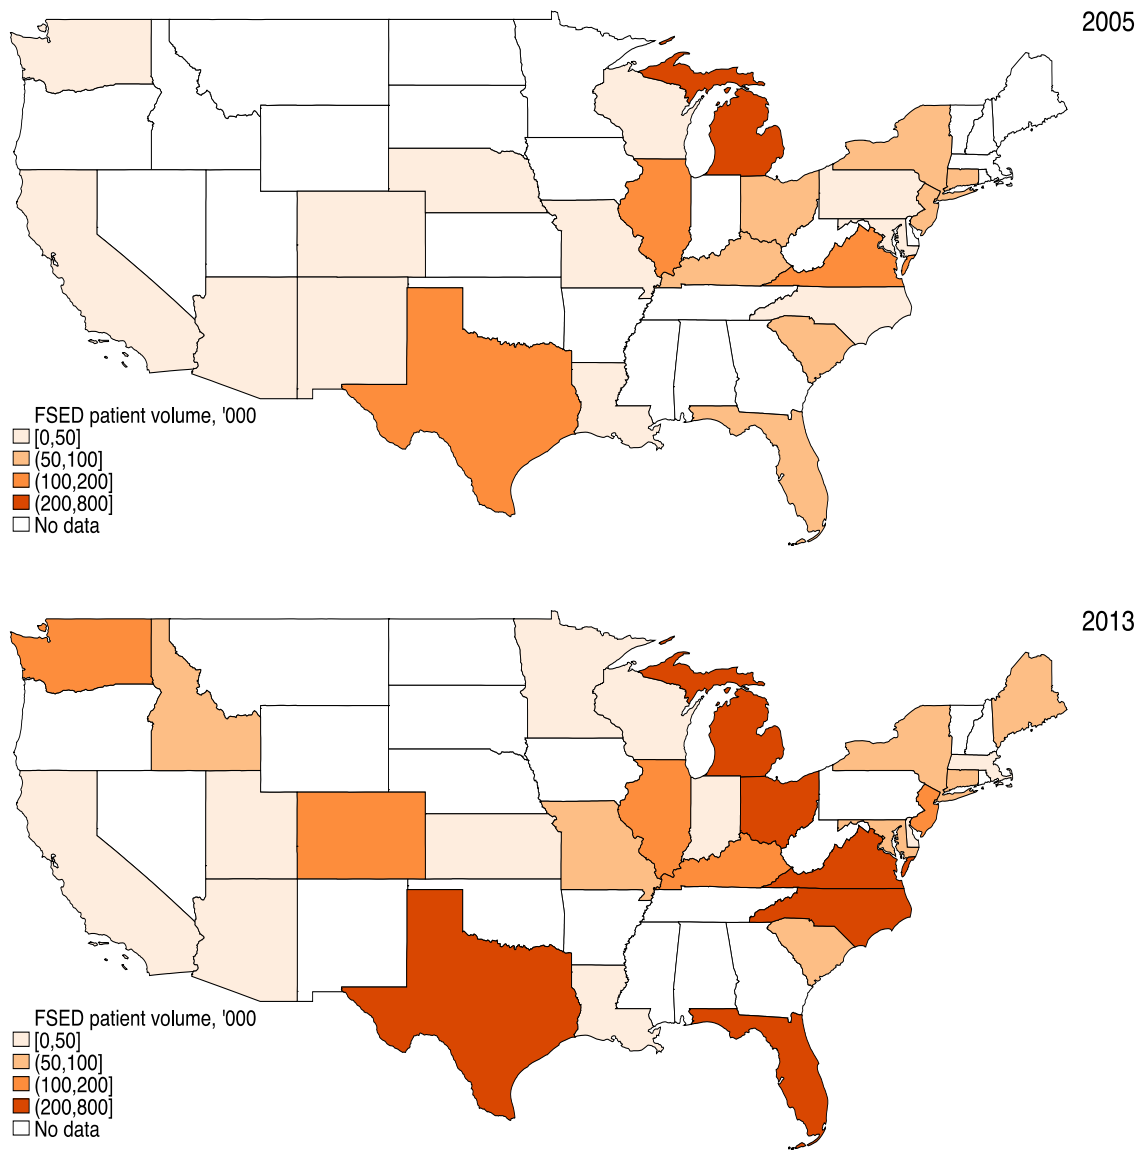 2005
FSED patient volume, '000
[0,50]
(50,100]
(100,200]
(200,800]
No data
2013
FSED patient volume, '000
[0,50]
(50,100]
(100,200]
(200,800]
No data